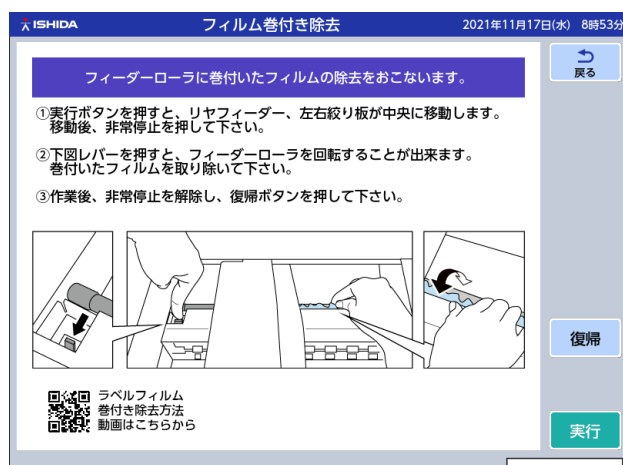 ISHIDA フィルム巻付き除去 2021年11月17日(水) 8時53分
戻る
フィーダーローラに巻付いたフィルムの除去をおこないます。
①実行ボタンを押すと、リヤフィーダー、左右絞り板が中央に移動します。
移動後、非常停止を押して下さい。
②下図レバーを押すと、フィーダーローラを回転することが出来ます。
巻付いたフィルムを取り除いて下さい。
③作業後、非常停止を解除し、復帰ボタンを押して下さい。
復帰
ラベルフィルム
巻付き除去方法
動画はこちらから
実行